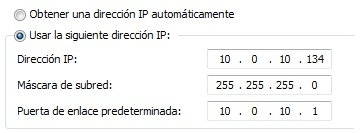 Obtener una dirección IP automáticamente
Usar la siguiente dirección IP:
Dirección IP: 10 . 0 . 10 . 134
Máscara de subred: 255 . 255 . 255 . 0
Puerta de enlace predeterminada: 10 . 0 . 10 . 1